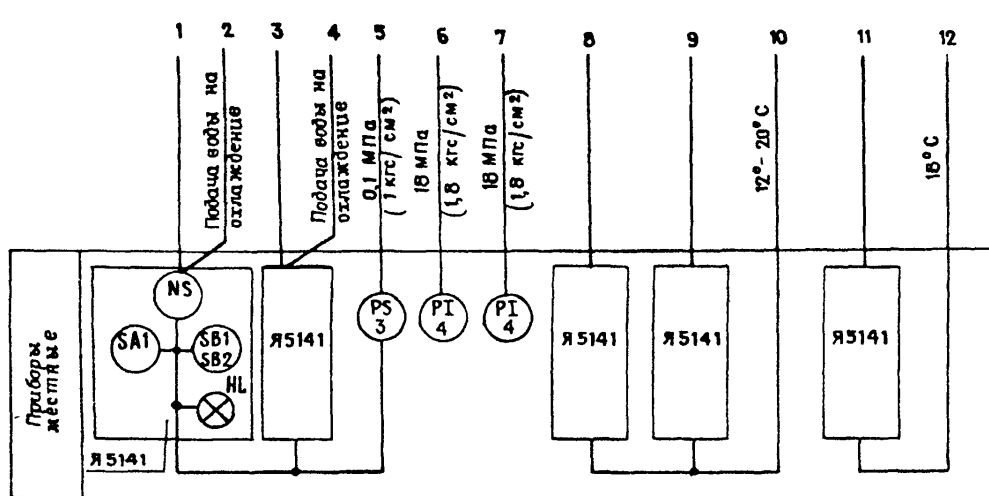 1 2 3 4 5 6 7 8 9 10 11 12
Подача воды на
охлаждение
Подача воды на
охлаждение
0,1 МПа
(1 кгс/см²)
18 МПа
(1,8 кгс/см²)
18 МПа
(1,8 кгс/см²)
12°-20°C
18°C
Приборы
местные
NS
SA1
SB1
SB2
HL
Я5141
Я5141
PS
3
PI
4
PI
4
Я5141
Я5141
Я5141